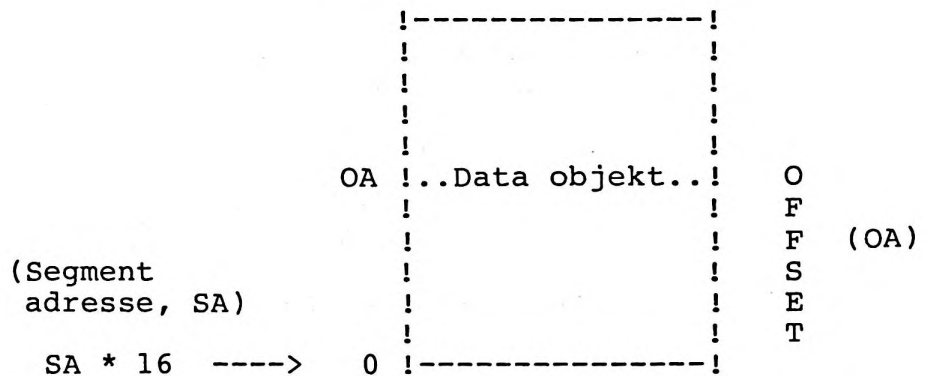 !----------------!
!                !
!                !
!                !
!                !
OA !..Data objekt..!    O
!                !    F
!                !    F   (OA)
(Segment         !                !    S
adresse, SA)     !                !    E
!                !    T
SA * 16  ---->   0 !----------------!